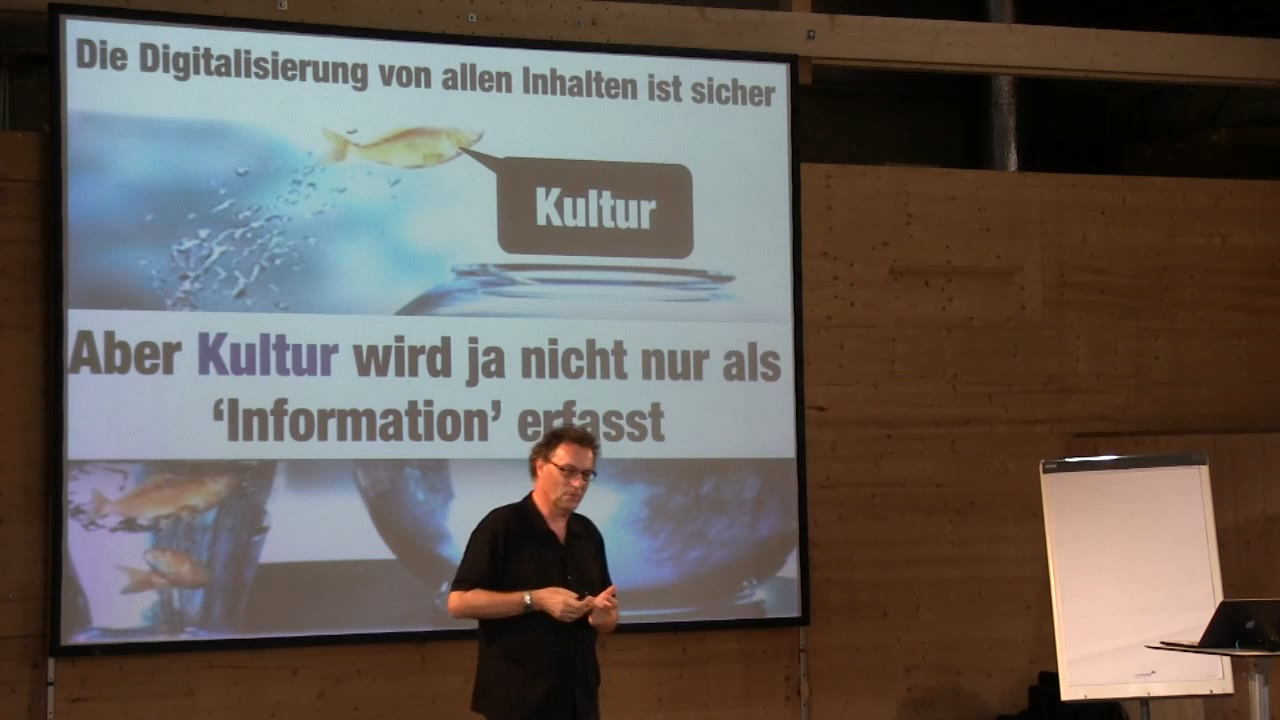 Die Digitalisierung von allen Inhalten ist sicher
Kultur
Aber Kultur wird ja nicht nur als
‘Information’ erfasst